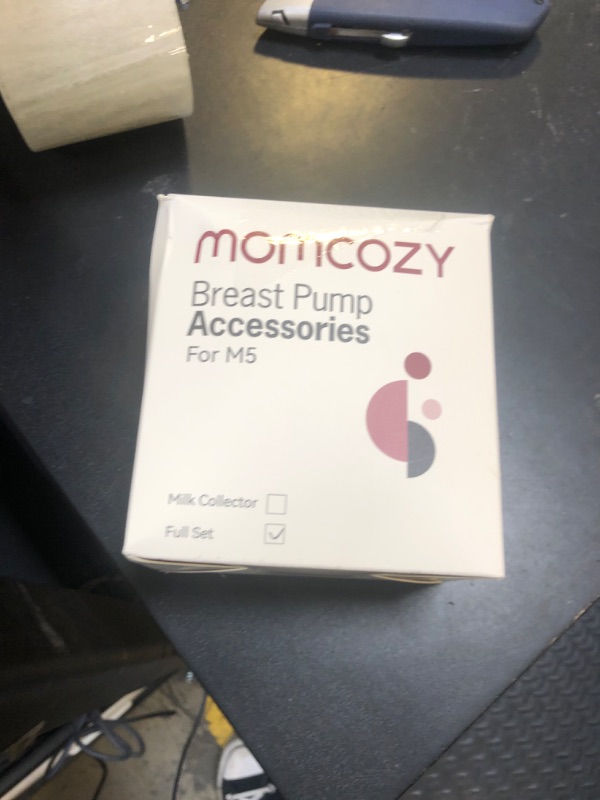 momcozy
Breast Pump
Accessories
For M5
Milk Collector
Full Set